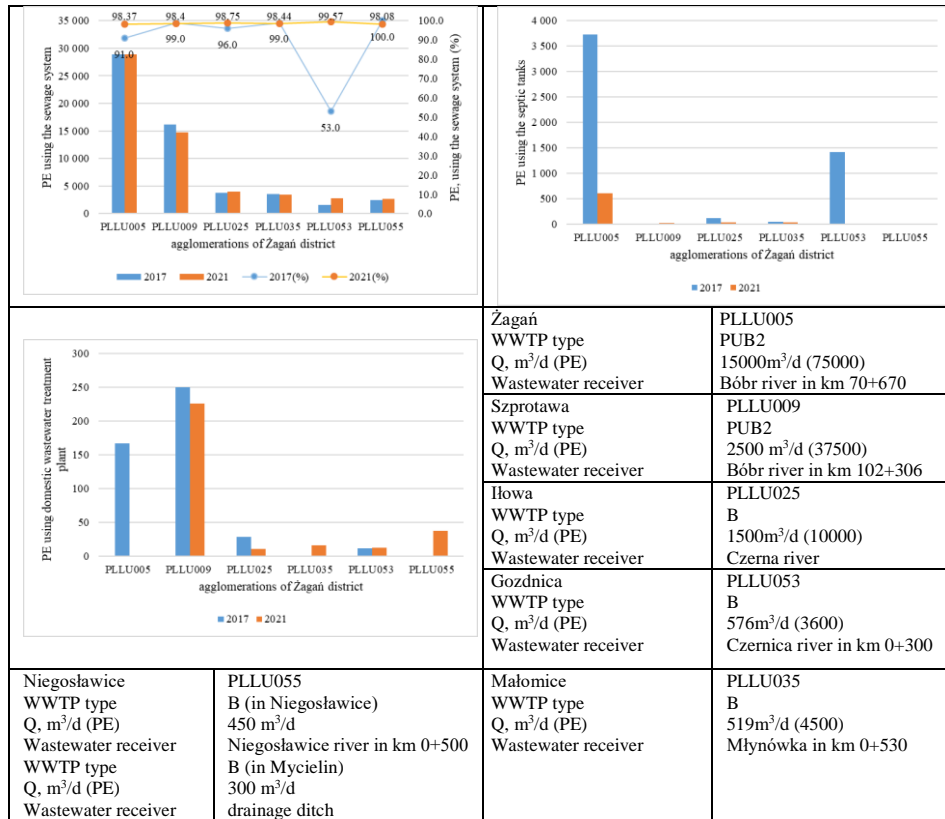 98.37 98.4 98.75 98.44 99.57 98.08
35 000
30 000
25 000
20 000
15 000
10 000
5 000
0
PE using the sewage system
91.0 99.0 96.0 99.0 53.0 100.0
100.0
90.0
80.0
70.0
60.0
50.0
40.0
30.0
20.0
10.0
0.0
PE, using the sewage system (%)
PLLU005 PLLU009 PLLU025 PLLU035 PLLU053 PLLU055
agglomerations of Żagań district
2017 2021 2017(%) 2021(%)
4 000
3 500
3 000
2 500
2 000
1 500
1 000
500
0
PE using the septic tanks
PLLU005 PLLU009 PLLU025 PLLU035 PLLU053 PLLU055
agglomerations of Żagań district
2017 2021
300
250
200
150
100
50
0
PE using domestic wastewater treatment
plant
PLLU005 PLLU009 PLLU025 PLLU035 PLLU053 PLLU055
agglomerations of Żagań district
2017 2021
Żagań PLLU005
WWTP type PUB2
Q, m³/d (PE) 15000m³/d (75000)
Wastewater receiver Bóbr river in km 70+670
Szprotawa PLLU009
WWTP type PUB2
Q, m³/d (PE) 2500 m³/d (37500)
Wastewater receiver Bóbr river in km 102+306
Iłowa PLLU025
WWTP type B
Q, m³/d (PE) 1500m³/d (10000)
Wastewater receiver Czerna river
Gozdnica PLLU053
WWTP type B
Q, m³/d (PE) 576m³/d (3600)
Wastewater receiver Czernica river in km 0+300
Niegosławice PLLU055
WWTP type B (in Niegosławice)
Q, m³/d (PE) 450 m³/d
Wastewater receiver Niegosławice river in km 0+500
WWTP type B (in Mycielin)
Q, m³/d (PE) 300 m³/d
Wastewater receiver drainage ditch
Małomice PLLU035
WWTP type B
Q, m³/d (PE) 519m³/d (4500)
Wastewater receiver Młynówka in km 0+530